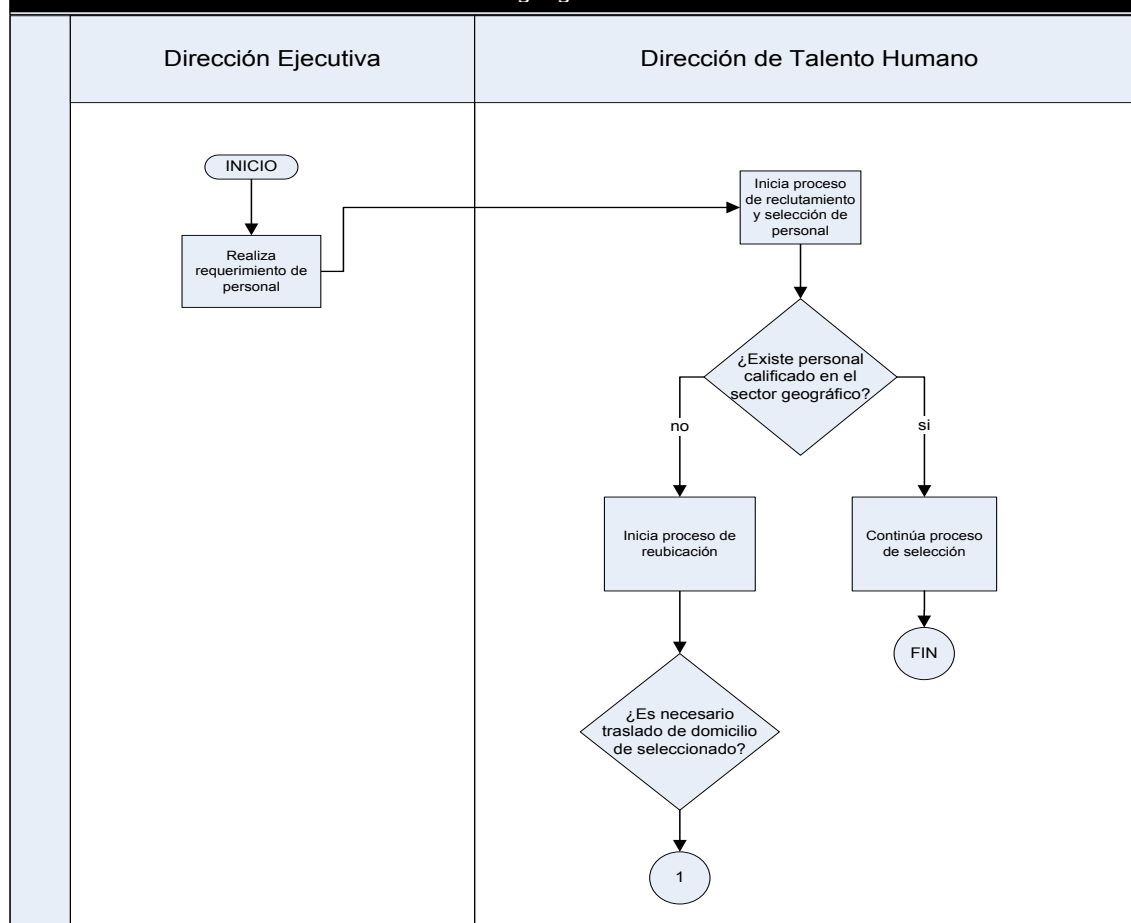 Dirección Ejecutiva
Dirección de Talento Humano
INICIO
Realiza
requerimiento de
personal
Inicia proceso
de reclutamiento
y selección de
personal
¿Existe personal
calificado en el
sector geográfico?
no
si
Inicia proceso de
reubicación
Continúa proceso
de selección
FIN
¿Es necesario
traslado de domicilio
de seleccionado?
1